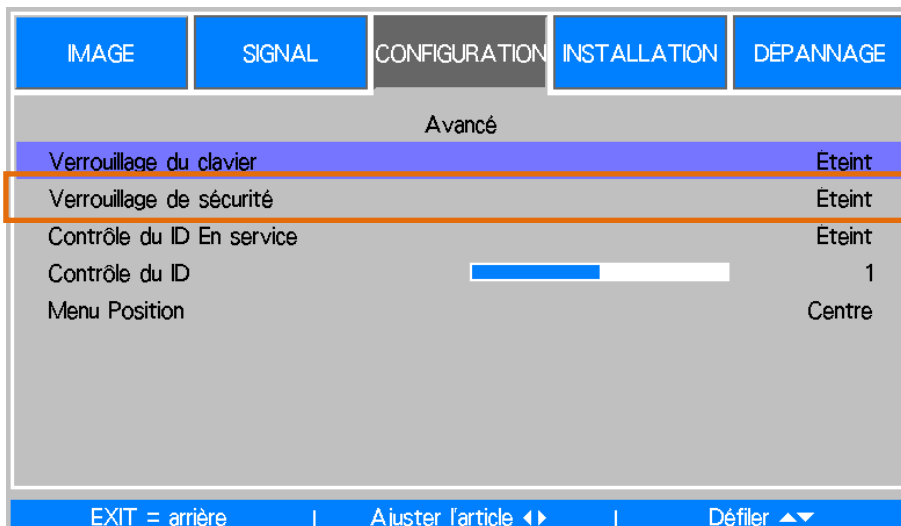 IMAGE SIGNAL CONFIGURATION INSTALLATION DÉPANNAGE
Avancé
Verrouillage du clavier Éteint
Verrouillage de sécurité Éteint
Contrôle du ID En service Éteint
Contrôle du ID 1
Menu Position Centre
EXIT = arrière | Ajuster l'article ◂▸ | Défiler ▴▾